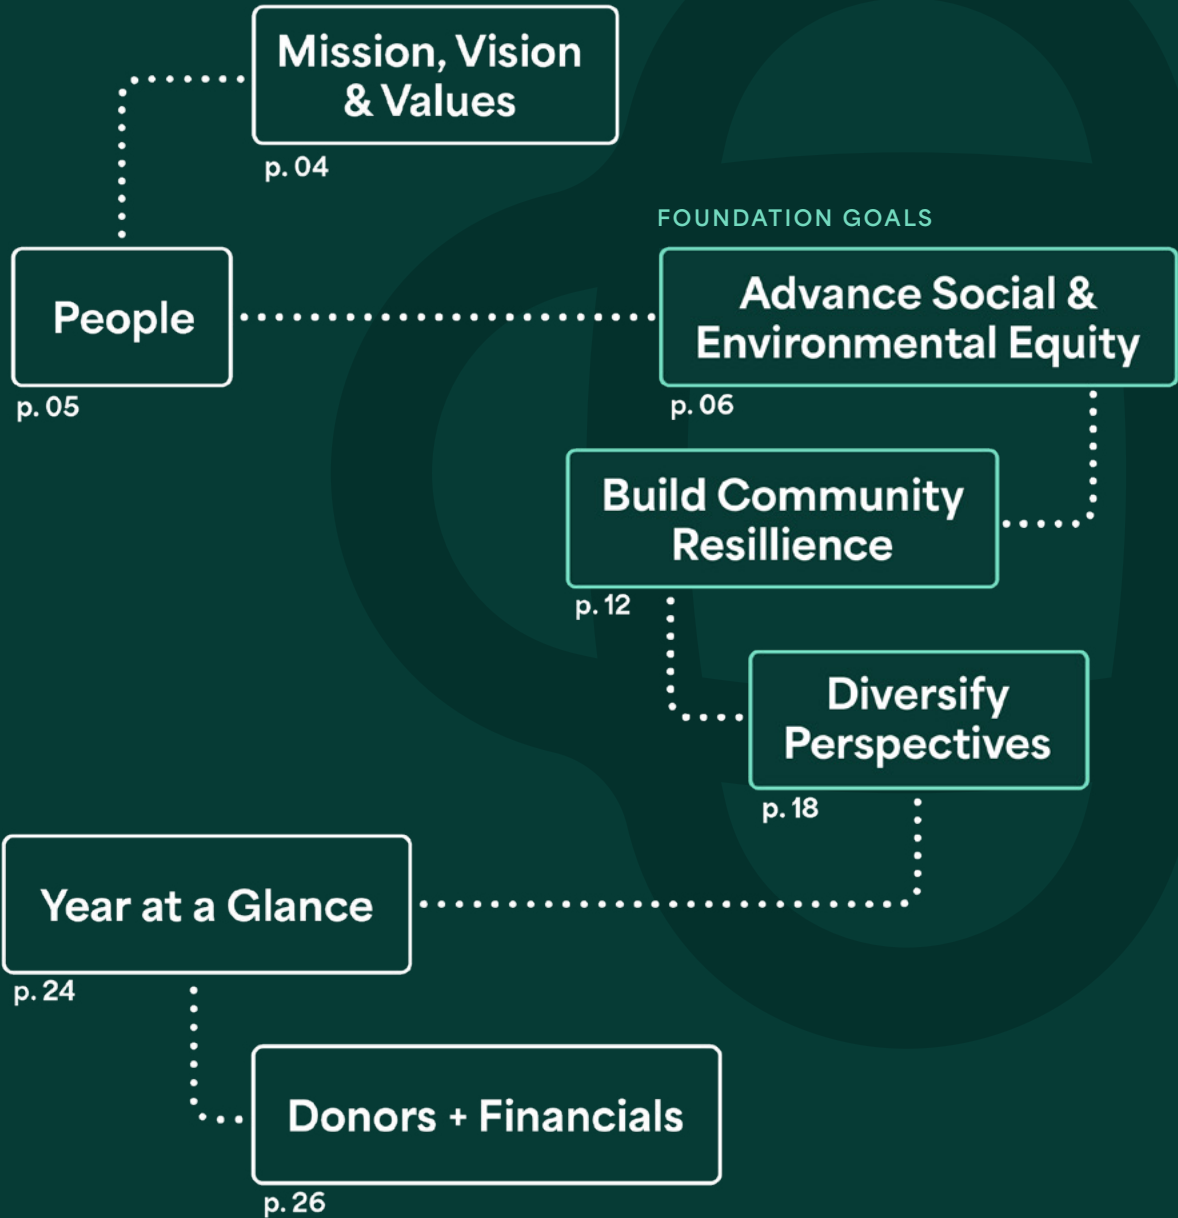 Mission, Vision
& Values
p. 04
People
p. 05
FOUNDATION GOALS
Advance Social &
Environmental Equity
p. 06
Build Community
Resillience
p. 12
Diversify
Perspectives
p. 18
Year at a Glance
p. 24
Donors + Financials
p. 26